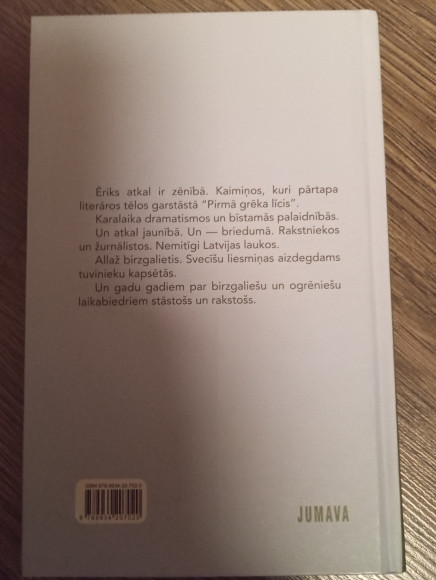 Ēriks atkal ir zēnībā. Kaimiņos, kuri pārtapa
literāros tēlos garstāstā "Pirmā grēka līcis".
Karalaika dramatismos un bīstamās palaidnībās.
Un atkal jaunībā. Un — briedumā. Rakstniekos
un žurnālistos. Nemitīgi Latvijas laukos.
Allaž birzgalietis. Svecīšu liesmiņas aizdegdams
tuvinieku kapsētās.
Un gadu gadiem par birzgaliešu un ogrēniešu
laikabiedriem stāstošs un rakstošs.
JUMAVA